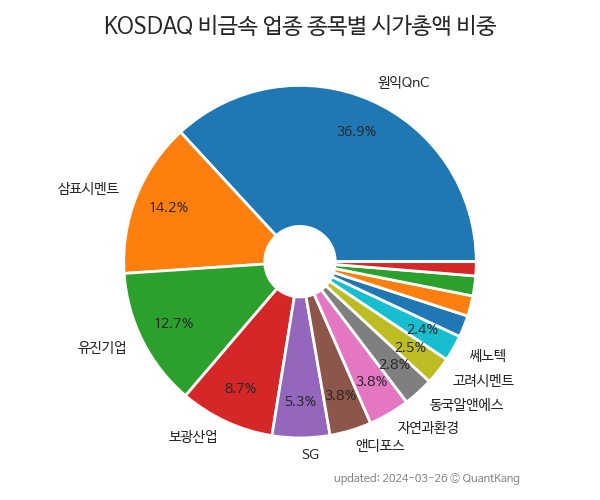 KOSDAQ 비금속 업종 종목별 시가총액 비중
원익QnC
36.9%
삼표시멘트
14.2%
유진기업
12.7%
보광산업
8.7%
SG
5.3%
앤디포스
3.8%
자연과환경
3.8%
동국알앤에스
2.8%
고려시멘트
2.5%
쎄노텍
2.4%
updated: 2024-03-26 © QuantKang